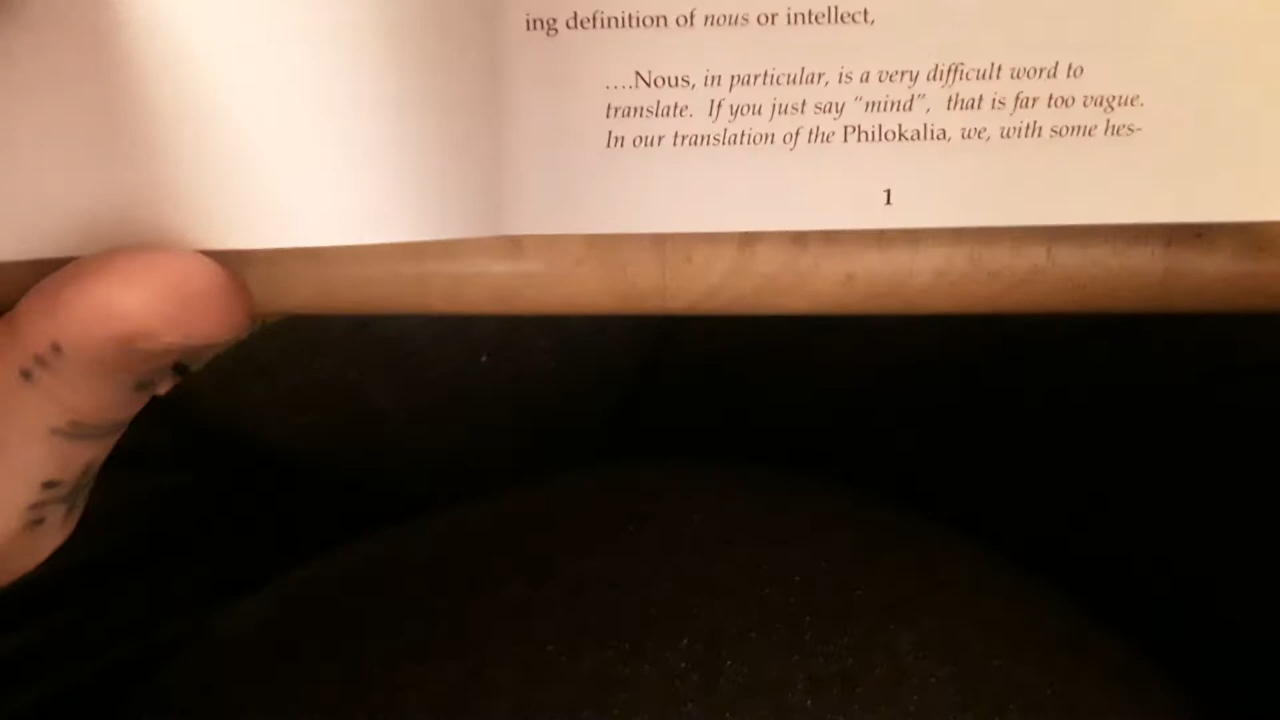 ing definition of nous or intellect,
....Nous, in particular, is a very difficult word to
translate. If you just say “mind”, that is far too vague.
In our translation of the Philokalia, we, with some hes-
1